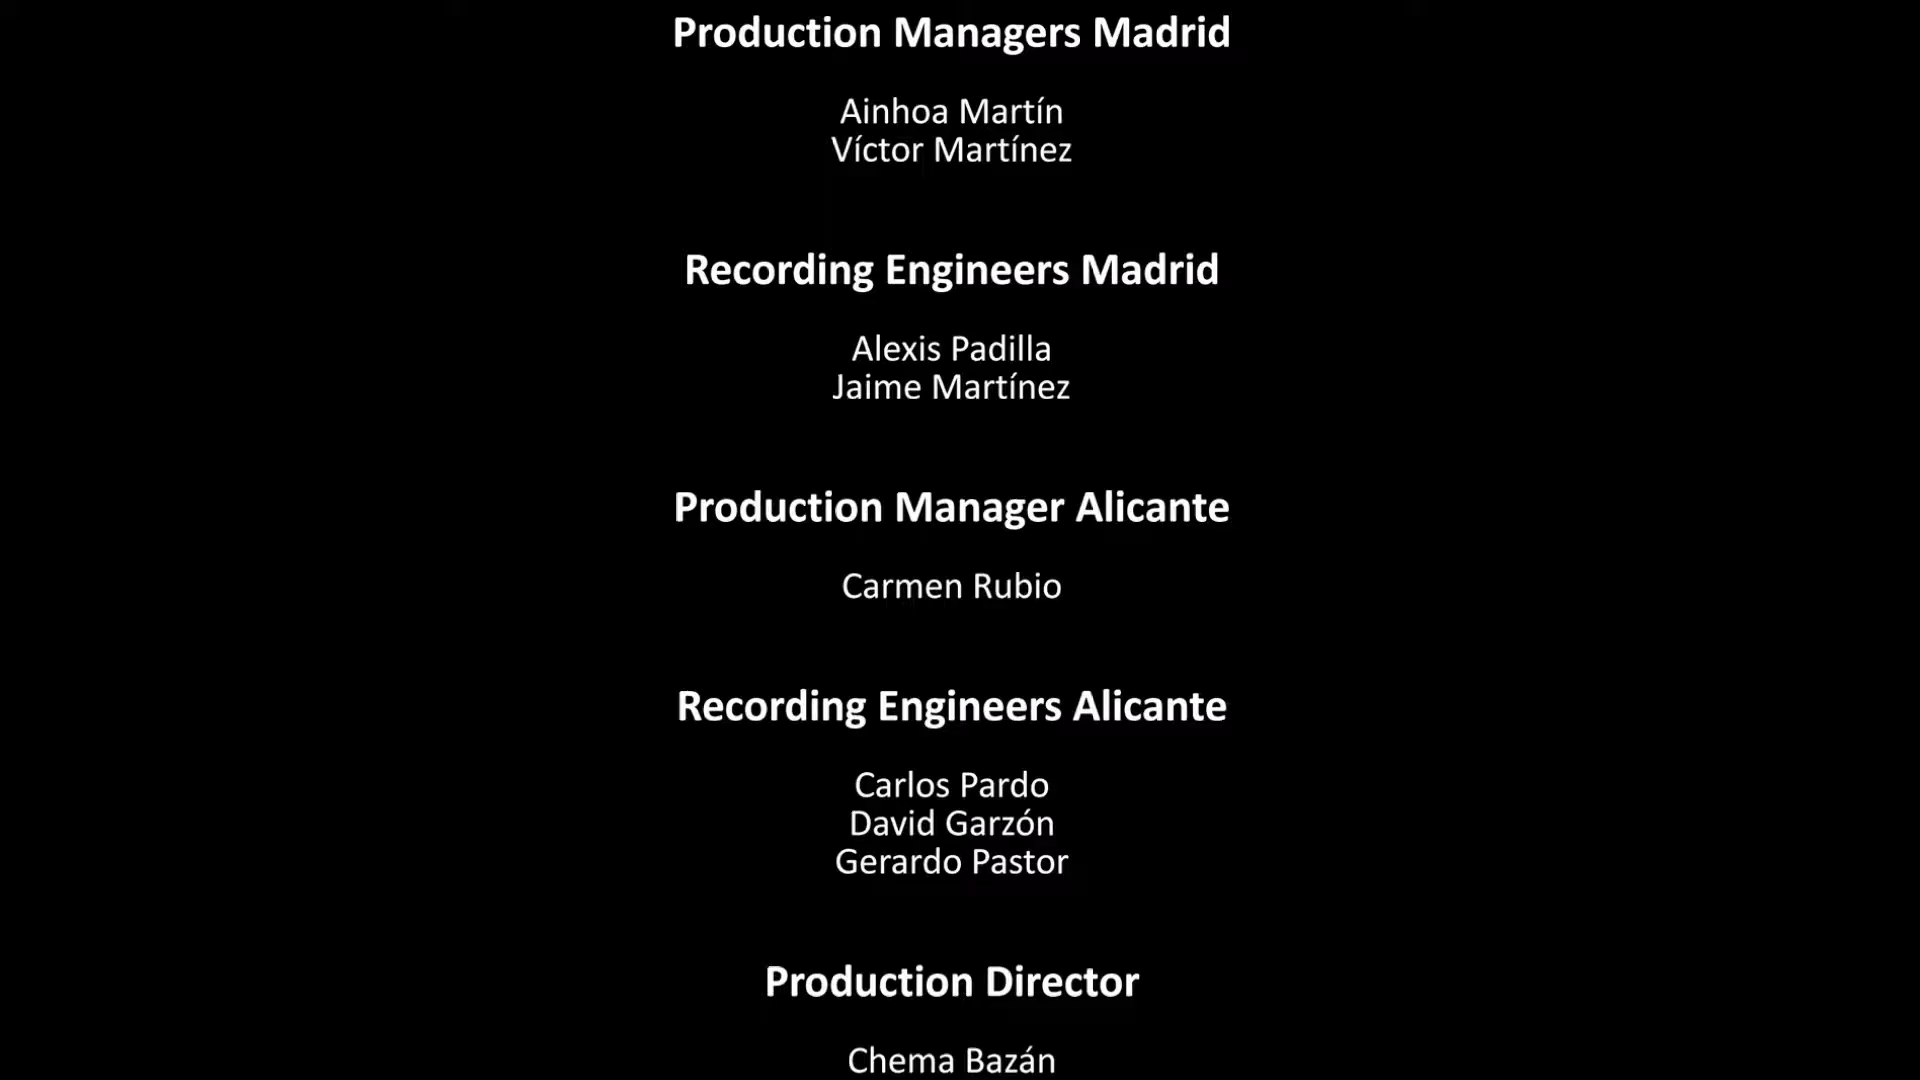 Production Managers Madrid
Ainhoa Martín
Víctor Martínez
Recording Engineers Madrid
Alexis Padilla
Jaime Martínez
Production Manager Alicante
Carmen Rubio
Recording Engineers Alicante
Carlos Pardo
David Garzón
Gerardo Pastor
Production Director
Chema Bazán